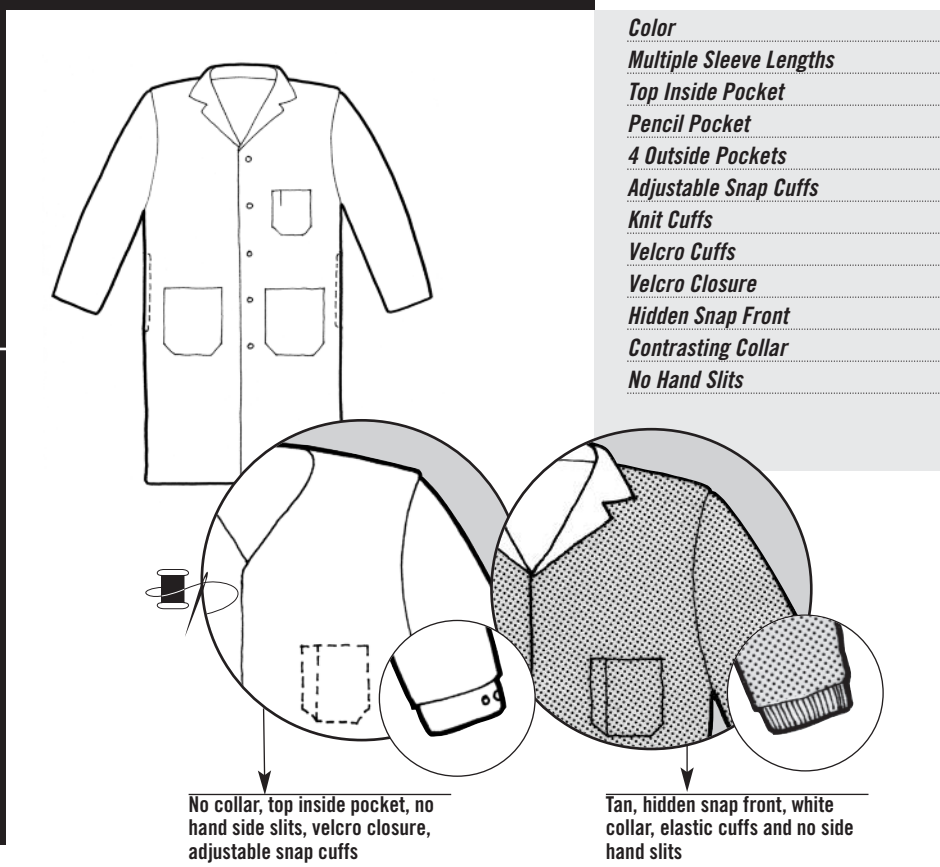 Color
Multiple Sleeve Lengths
Top Inside Pocket
Pencil Pocket
4 Outside Pockets
Adjustable Snap Cuffs
Knit Cuffs
Velcro Cuffs
Velcro Closure
Hidden Snap Front
Contrasting Collar
No Hand Slits
No collar, top inside pocket, no
hand side slits, velcro closure,
adjustable snap cuffs
Tan, hidden snap front, white
collar, elastic cuffs and no side
hand slits